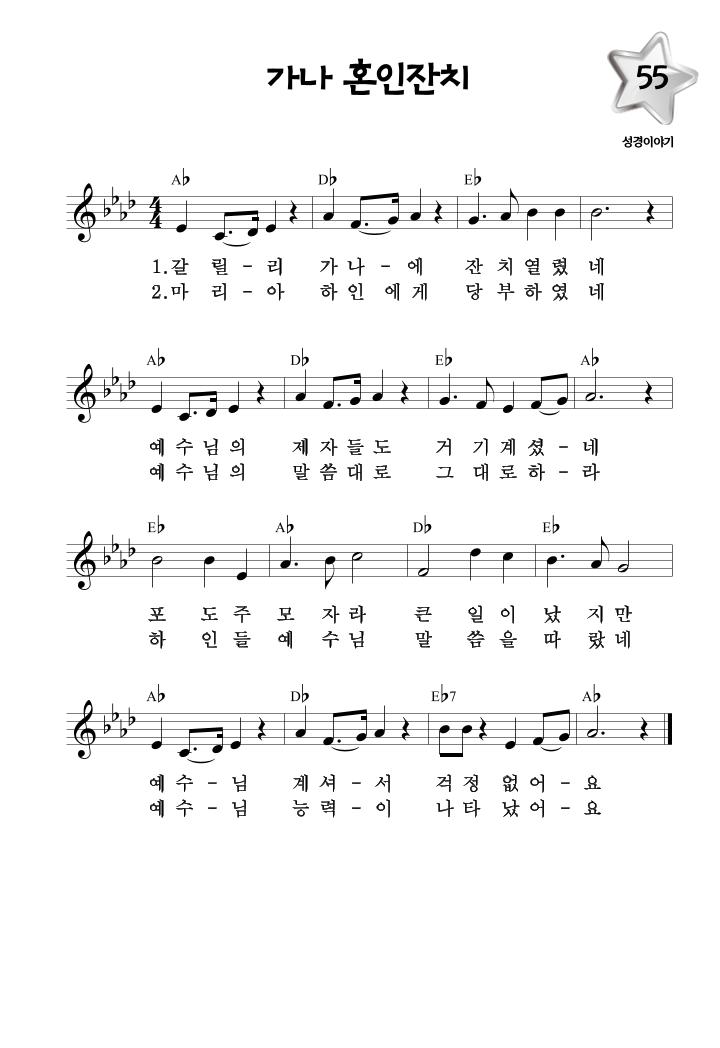 가나 혼인잔치
55
성경이야기
A♭ D♭ E♭
1.갈 릴 - 리 가 나 - 에 잔 치 열 렸 네
2.마 리 - 아 하 인 에 게 당 부 하 였 네
A♭ D♭ E♭ A♭
예 수 님 의 제 자 들 도 거 기 계 셨 - 네
예 수 님 의 말 씀 대 로 그 대 로 하 - 라
E♭ A♭ D♭ E♭
포 도 주 모 자 라 큰 일 이 났 지 만
하 인 들 예 수 님 말 씀 을 따 랐 네
A♭ D♭ E♭7 A♭
예 수 - 님 계 셔 - 서 걱 정 없 어 - 요
예 수 - 님 능 력 - 이 나 타 났 어 - 요